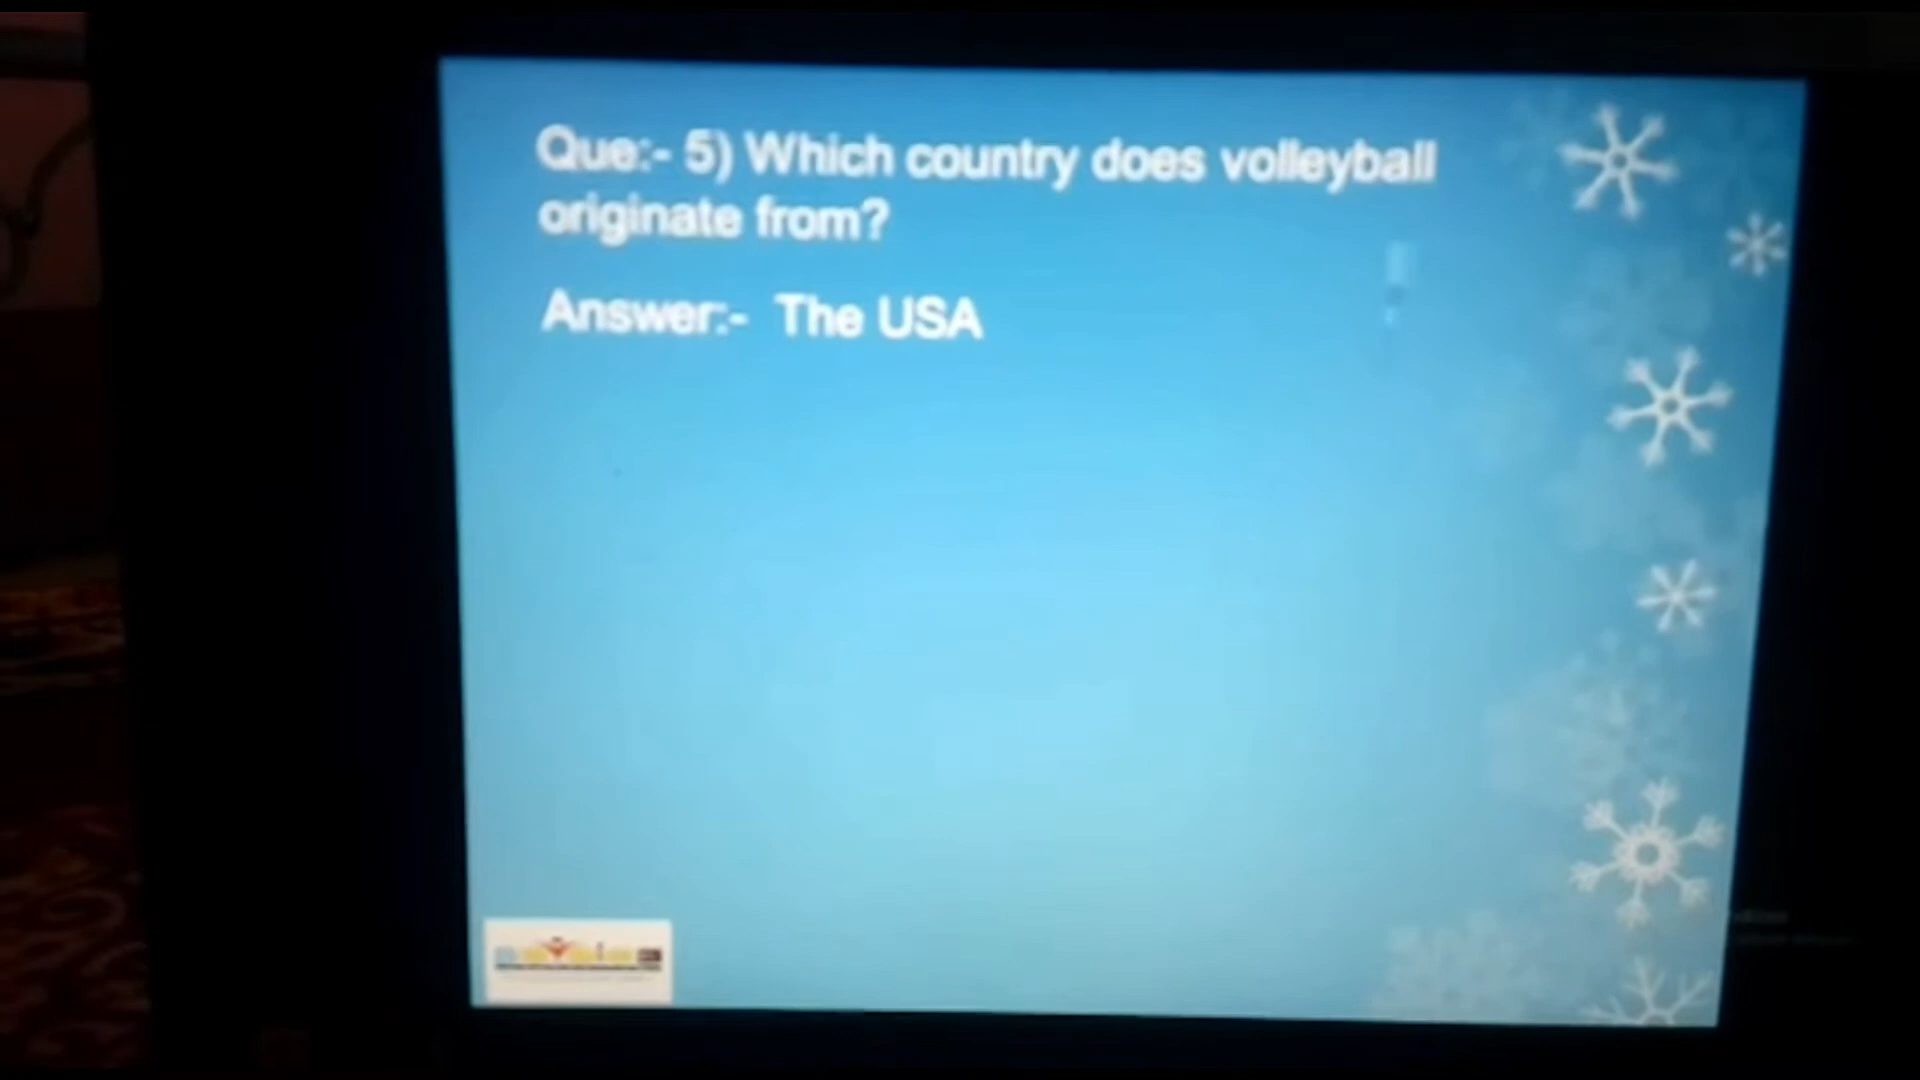 Que:- 5) Which country does volleyball
originate from?
Answer:- The USA